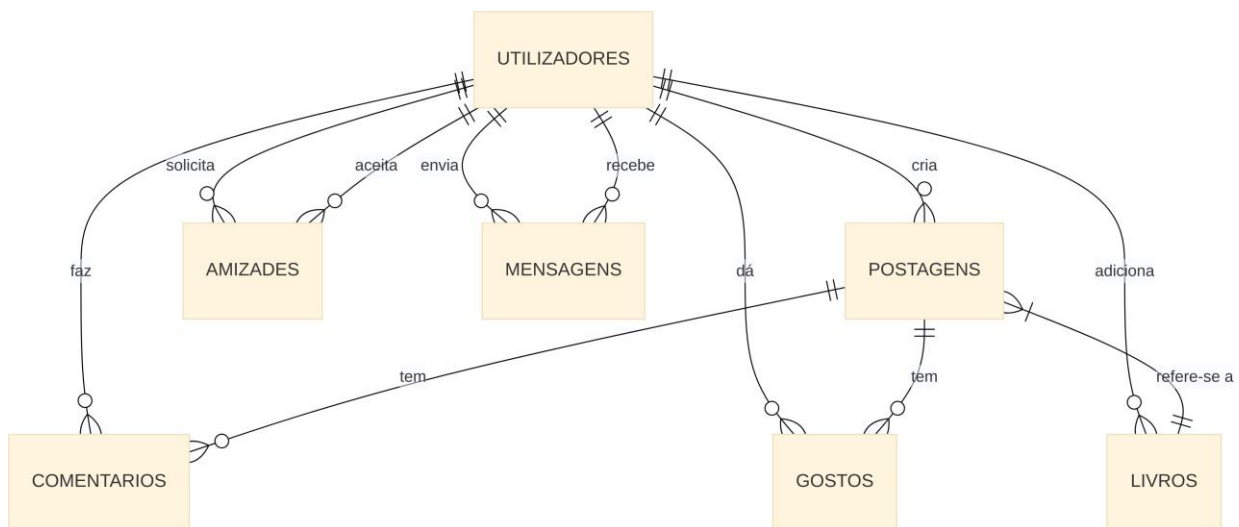 UTILIZADORES
solicita
aceita
envia
recebe
cria
AMIZADES
MENSAGENS
POSTAGENS
faz
dá
adiciona
tem
tem
refere-se a
COMENTARIOS
GOSTOS
LIVROS